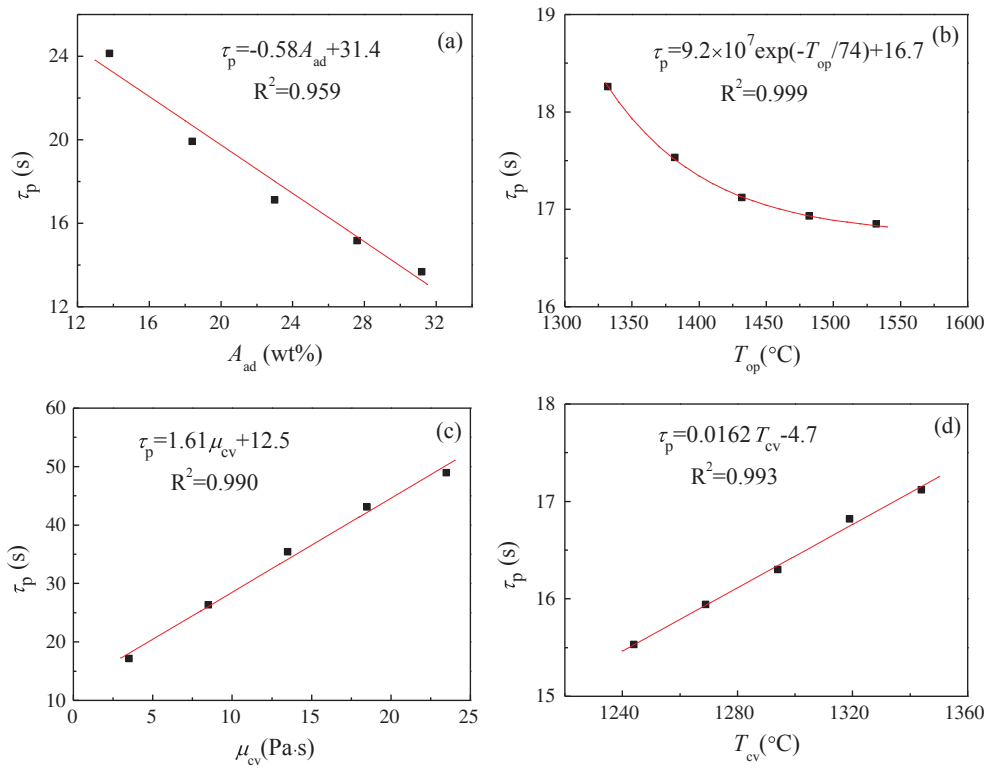 (a)
τp=-0.58Aad+31.4
R²=0.959
24
20
16
12
τp (s)
12 16 20 24 28 32
Aad (wt%)
(b)
τp=9.2×10⁷exp(-Top/74)+16.7
R²=0.999
19
18
17
16
τp (s)
1300 1350 1400 1450 1500 1550 1600
Top(°C)
(c)
τp=1.61μcv+12.5
R²=0.990
60
50
40
30
20
10
τp (s)
0 5 10 15 20 25
μcv(Pa·s)
(d)
τp=0.0162Tcv-4.7
R²=0.993
18
17
16
15
τp (s)
1240 1280 1320 1360
Tcv(°C)